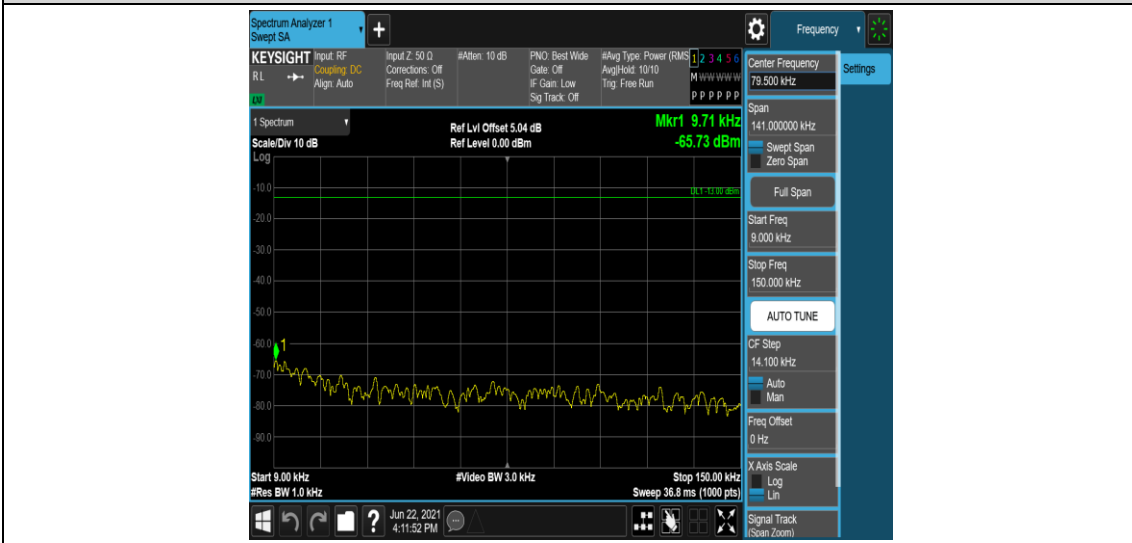 Spectrum Analyzer 1
Swept SA
+
Frequency
KEYSIGHT
RL
Input: RF
Coupling: DC
Align: Auto
Input Z: 50 Ω
Corrections: Off
Freq Ref: Int (S)
#Atten: 10 dB
PNO: Best Wide
Gate: Off
IF Gain: Low
Sig Track: Off
#Avg Type: Power (RMS
Avg|Hold: 10/10
Trig: Free Run
1 2 3 4 5 6
M W W W W W
P P P P P P
1 Spectrum
Scale/Div 10 dB
Log
Ref Lvl Offset 5.04 dB
Ref Level 0.00 dBm
Mkr1 9.71 kHz
-65.73 dBm
DL1 -13.00 dBm
-10.0
-20.0
-30.0
-40.0
-50.0
-60.0
1
-70.0
-80.0
-90.0
Start 9.00 kHz
#Res BW 1.0 kHz
#Video BW 3.0 kHz
Stop 150.00 kHz
Sweep 36.8 ms (1000 pts)
?
Jun 22, 2021
4:11:52 PM
Center Frequency
79.500 kHz
Settings
Span
141.000000 kHz
Swept Span
Zero Span
Full Span
Start Freq
9.000 kHz
Stop Freq
150.000 kHz
AUTO TUNE
CF Step
14.100 kHz
Auto
Man
Freq Offset
0 Hz
X Axis Scale
Log
Lin
Signal Track
(Span Zoom)